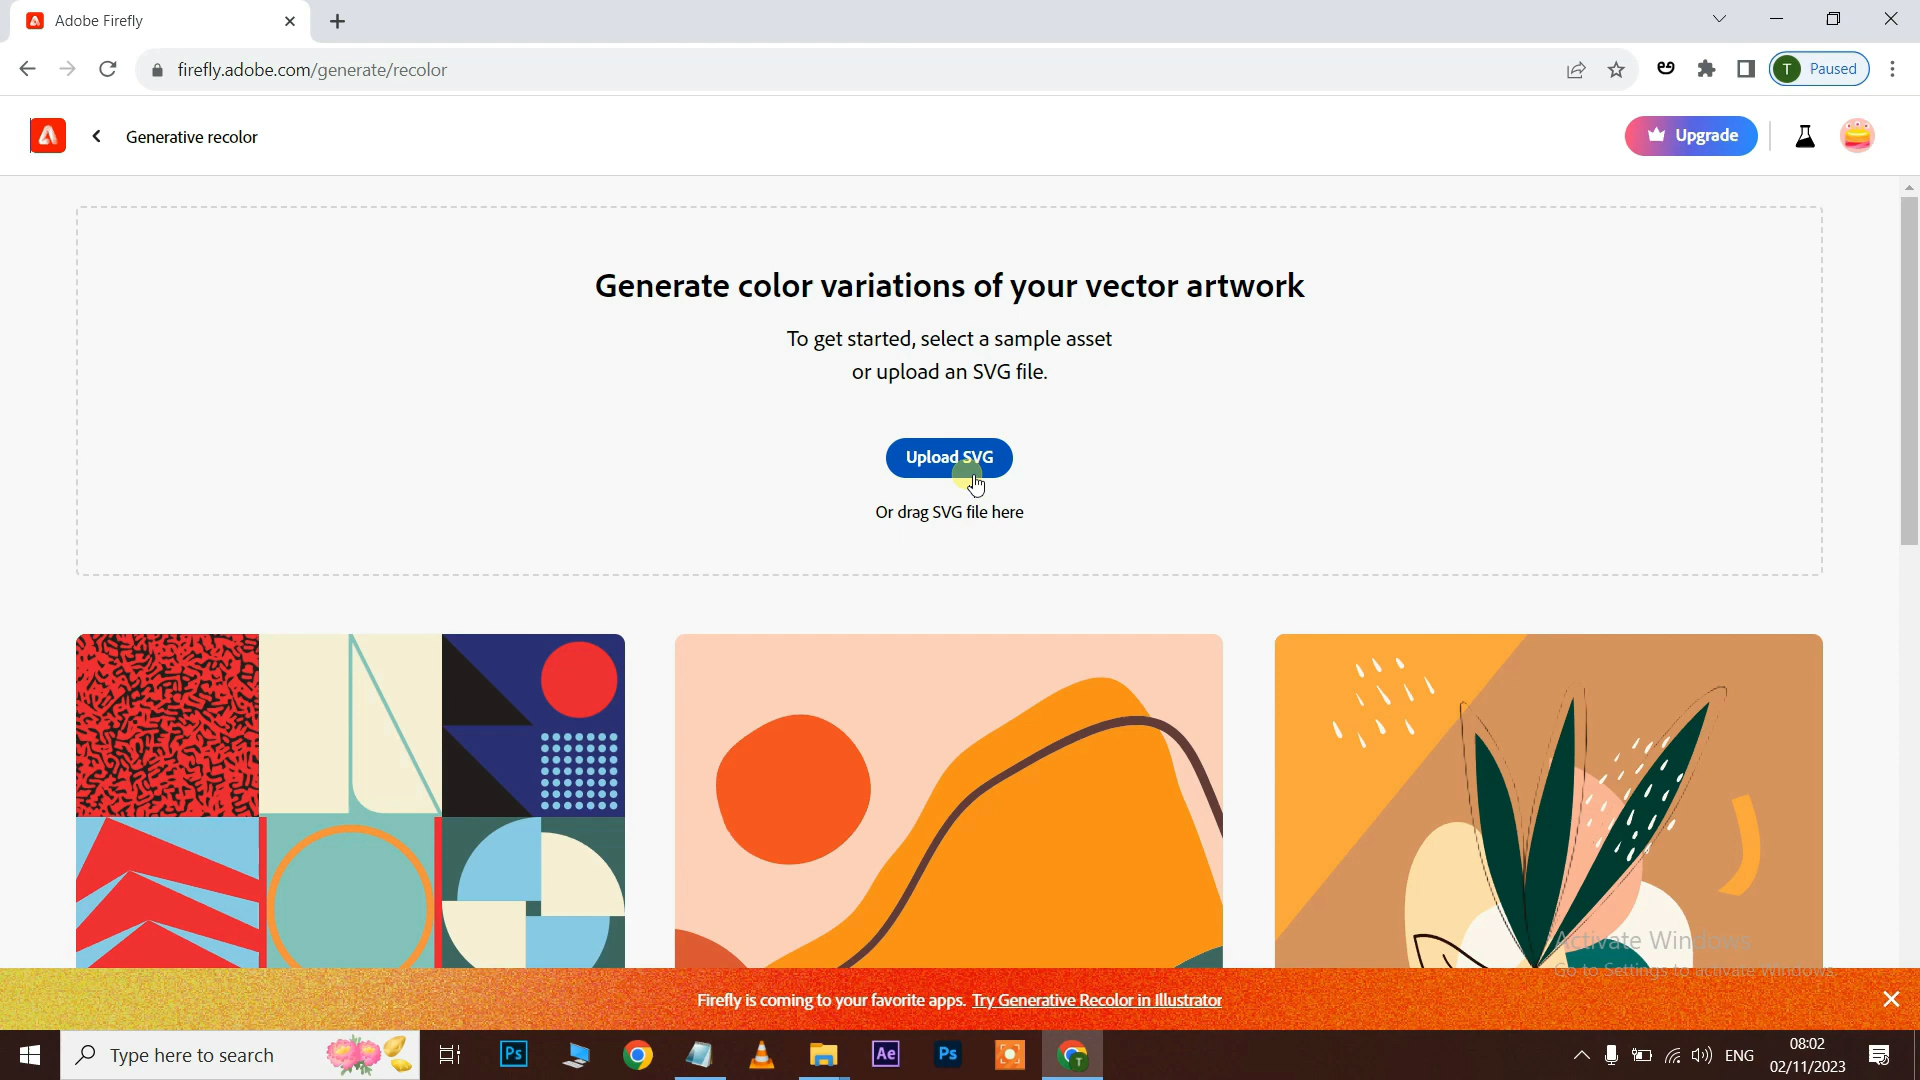 Adobe Firefly
firefly.adobe.com/generate/recolor
T Paused
Generative recolor
Upgrade
Generate color variations of your vector artwork
To get started, select a sample asset
or upload an SVG file.
Upload SVG
Or drag SVG file here
Activate Windows
Go to Settings to activate Windows.
Firefly is coming to your favorite apps. Try Generative Recolor in Illustrator
Type here to search
Ps
Ae
Ps
T
ENG
08:02
02/11/2023